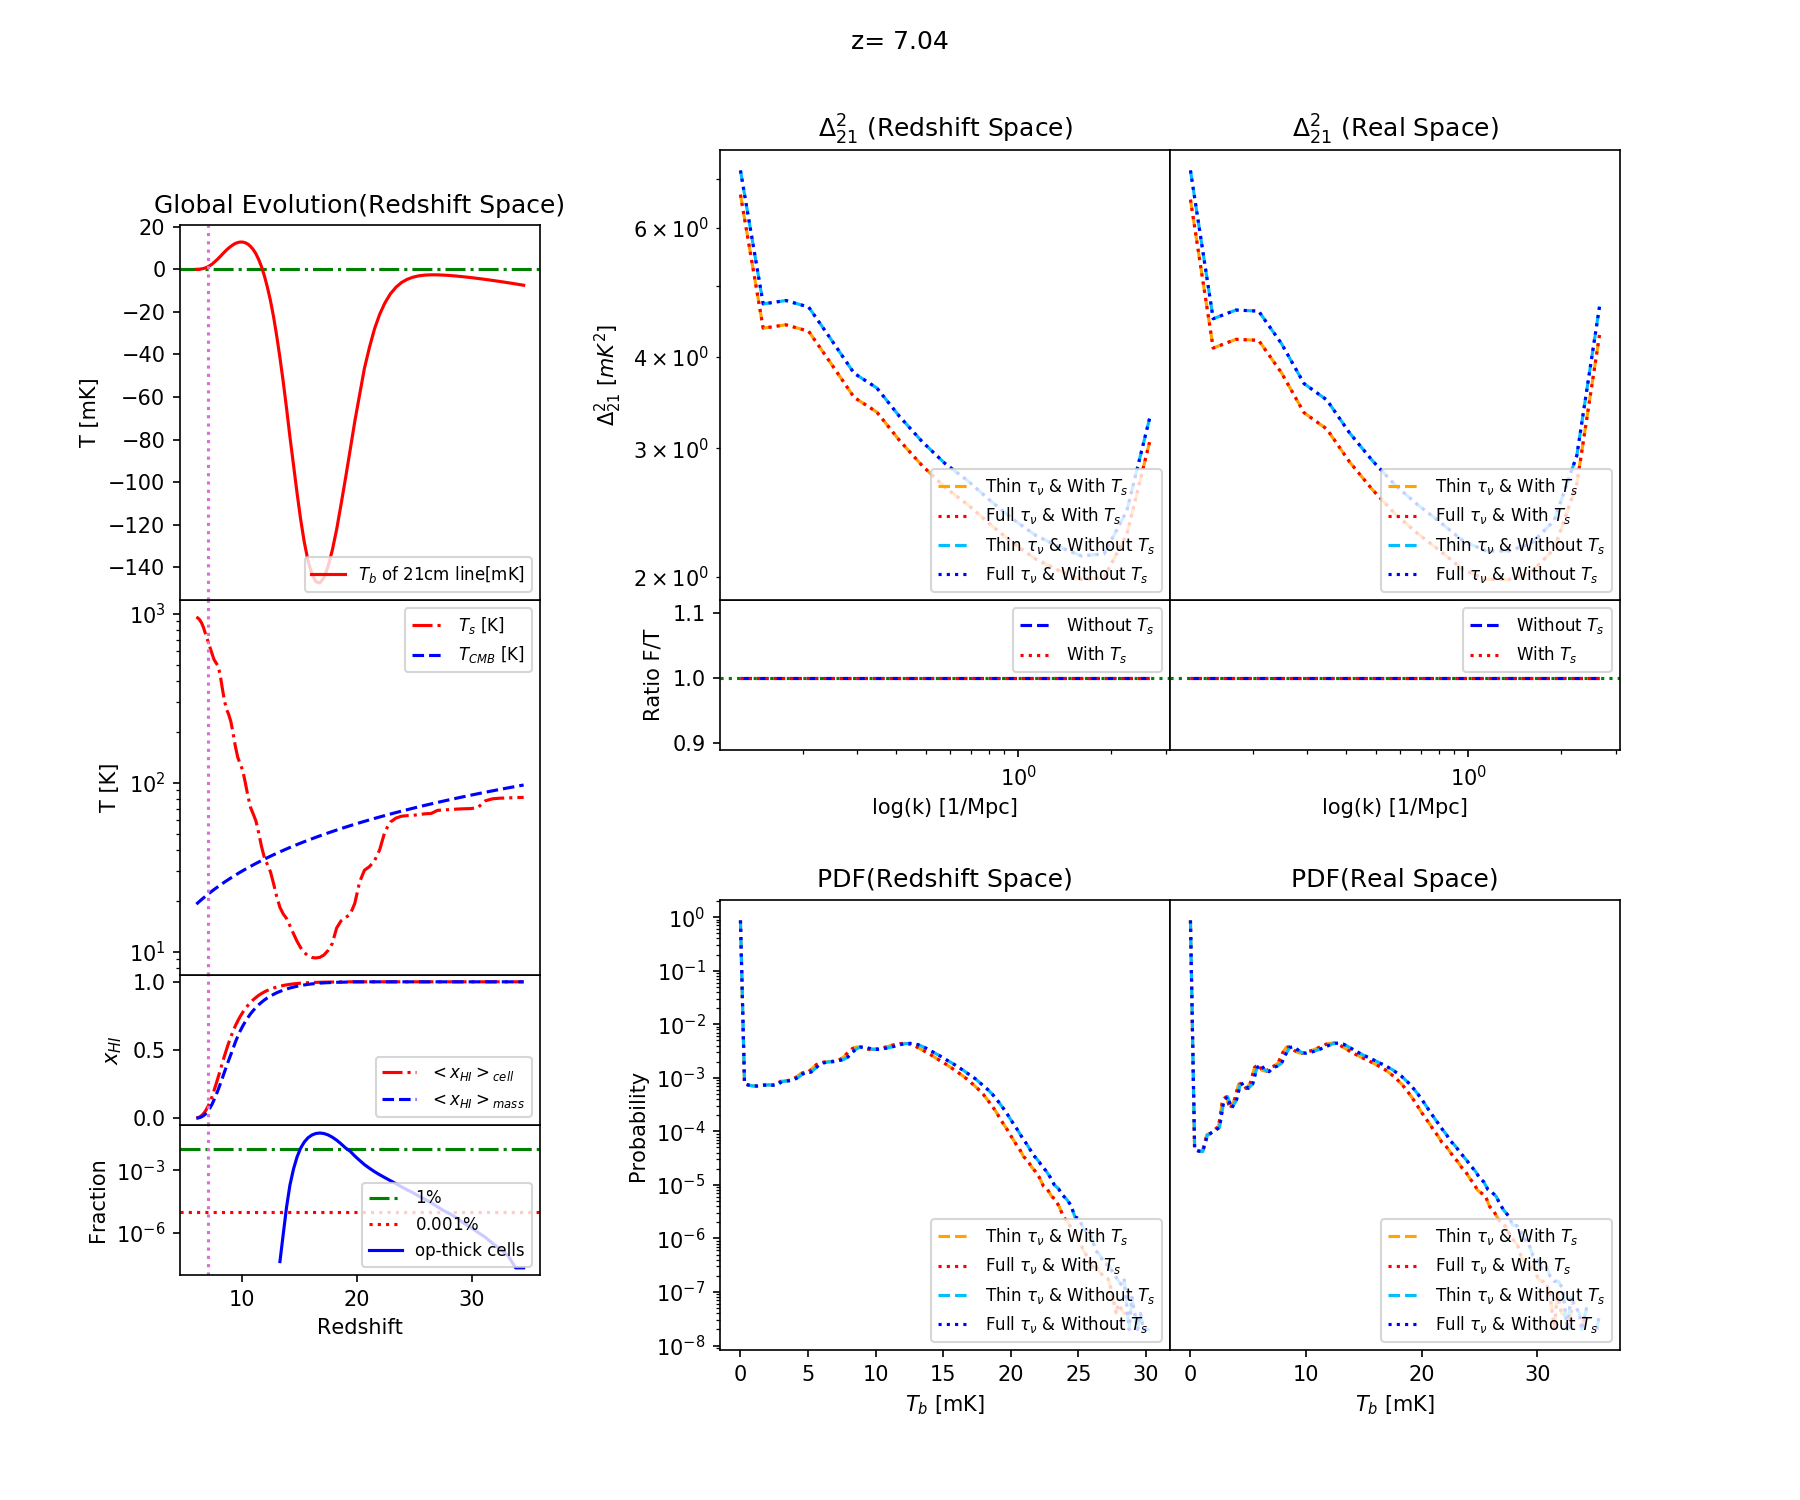 z= 7.04
Global Evolution(Redshift Space)
20
0
−20
−40
−60
−80
−100
−120
−140
T [mK]
T_b of 21cm line[mK]
10^3
10^2
10^1
T [K]
T_s [K]
T_CMB [K]
1.0
0.5
0.0
x_HI
< x_HI >_cell
< x_HI >_mass
10^−3
10^−6
Fraction
1%
0.001%
op-thick cells
10
20
30
Redshift
Δ^2_21 (Redshift Space)
Δ^2_21 (Real Space)
6 × 10^0
4 × 10^0
3 × 10^0
2 × 10^0
Δ^2_21 [mK^2]
Thin τ_ν & With T_s
Full τ_ν & With T_s
Thin τ_ν & Without T_s
Full τ_ν & Without T_s
Thin τ_ν & With T_s
Full τ_ν & With T_s
Thin τ_ν & Without T_s
Full τ_ν & Without T_s
1.1
1.0
0.9
Ratio F/T
Without T_s
With T_s
Without T_s
With T_s
10^0
10^0
log(k) [1/Mpc]
log(k) [1/Mpc]
PDF(Redshift Space)
PDF(Real Space)
10^0
10^−1
10^−2
10^−3
10^−4
10^−5
10^−6
10^−7
10^−8
Probability
Thin τ_ν & With T_s
Full τ_ν & With T_s
Thin τ_ν & Without T_s
Full τ_ν & Without T_s
Thin τ_ν & With T_s
Full τ_ν & With T_s
Thin τ_ν & Without T_s
Full τ_ν & Without T_s
0 5 10 15 20 25 30
0 10 20 30
T_b [mK]
T_b [mK]